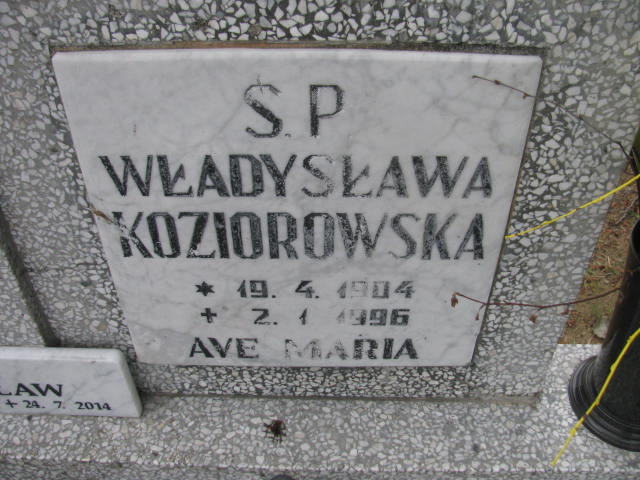 Ś.P
WŁADYSŁAWA
KOZIOROWSKA
* 19. 4. 1904
+ 2. 1 1996
AVE MARIA
ŁAW
+ 24. 7. 2014